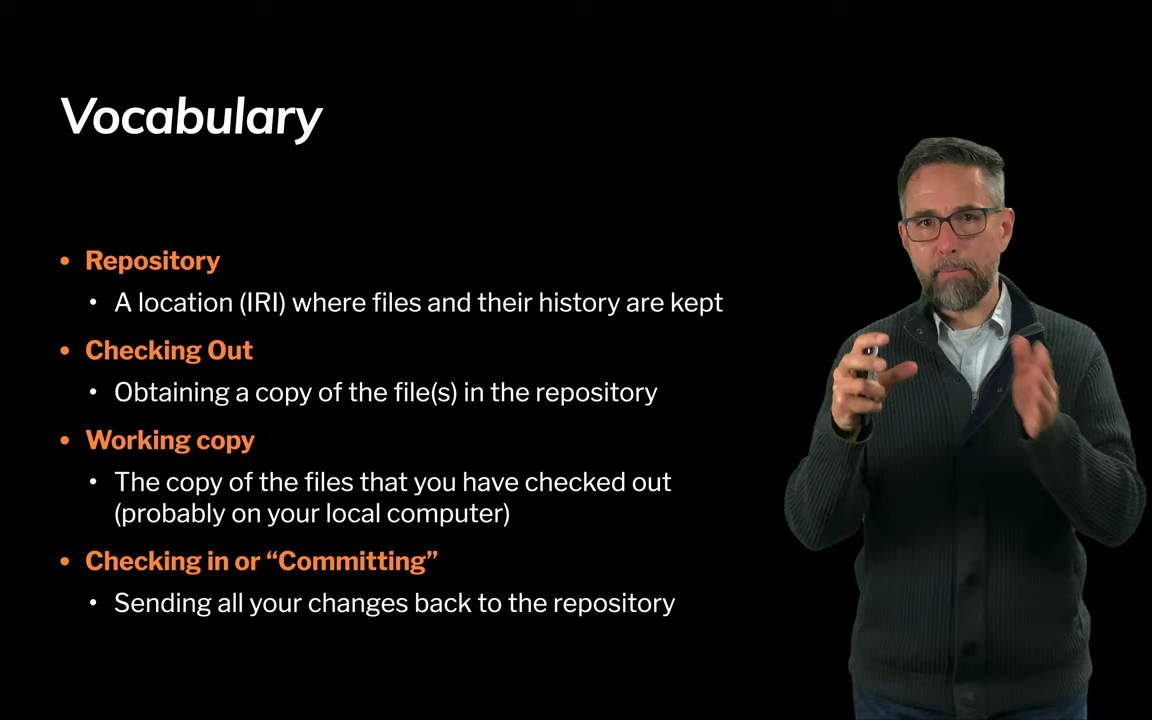 Vocabulary
• Repository
• A location (IRI) where files and their history are kept
• Checking Out
• Obtaining a copy of the file(s) in the repository
• Working copy
• The copy of the files that you have checked out
(probably on your local computer)
• Checking in or “Committing”
• Sending all your changes back to the repository